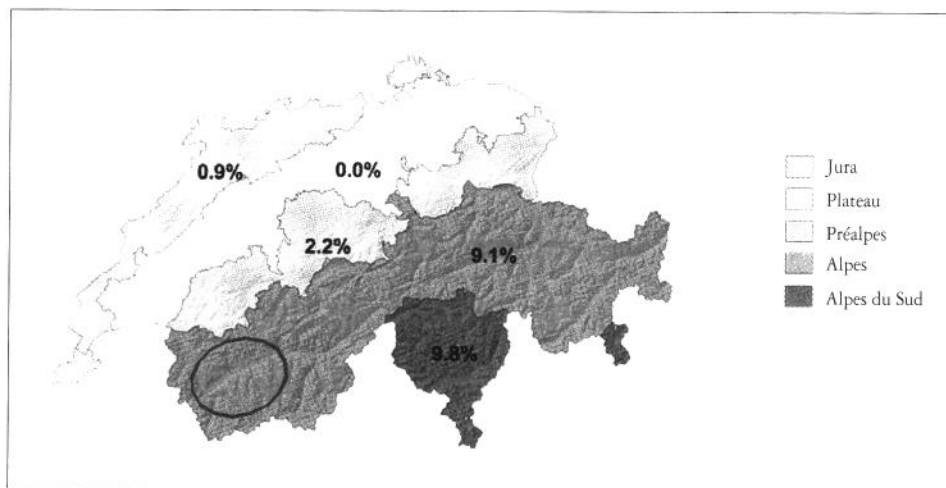 0.9%
0.0%
2.2%
9.1%
9.8%
Jura
Plateau
Préalpes
Alpes
Alpes du Sud